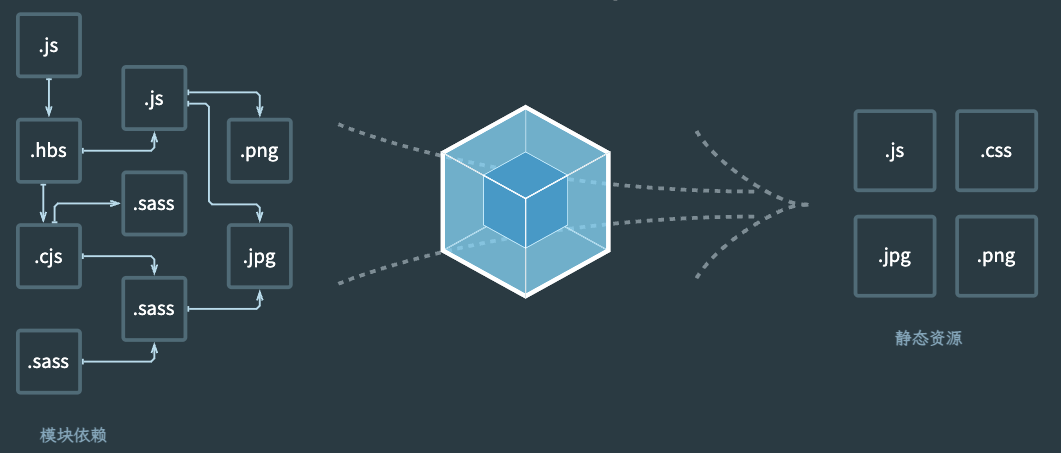 .js
.js
.hbs
.png
.sass
.cjs
.jpg
.sass
.sass
模块依赖
.js
.css
.jpg
.png
静态资源